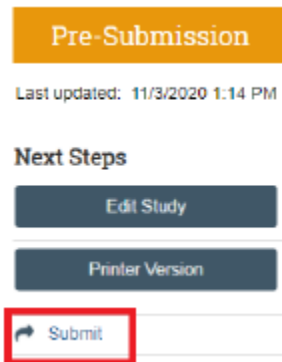 Pre-Submission
Last updated: 11/3/2020 1:14 PM
Next Steps
Edit Study
Printer Version
Submit